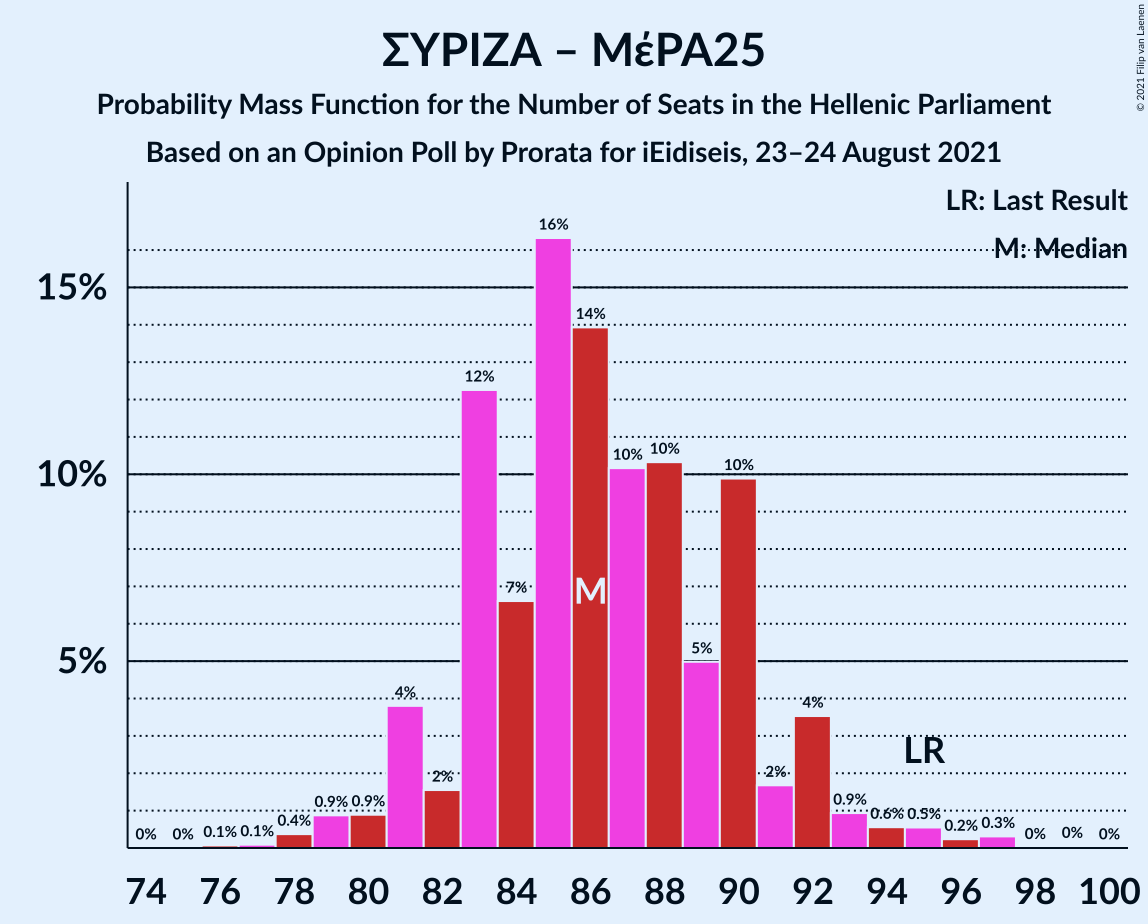 © 2021 Filip van Laenen
ΣΥΡΙΖΑ – ΜέΡΑ25
Probability Mass Function for the Number of Seats in the Hellenic Parliament
Based on an Opinion Poll by Prorata for iEidiseis, 23–24 August 2021
LR: Last Result
M: Median
15%
10%
5%
0% 0% 0.1% 0.1% 0.4% 0.9% 0.9% 4% 2% 12% 7% 16% 14% 10% 10% 5% 10% 2% 4% 0.9% 0.6% 0.5% 0.2% 0.3% 0% 0% 0%
M
LR
74 76 78 80 82 84 86 88 90 92 94 96 98 100